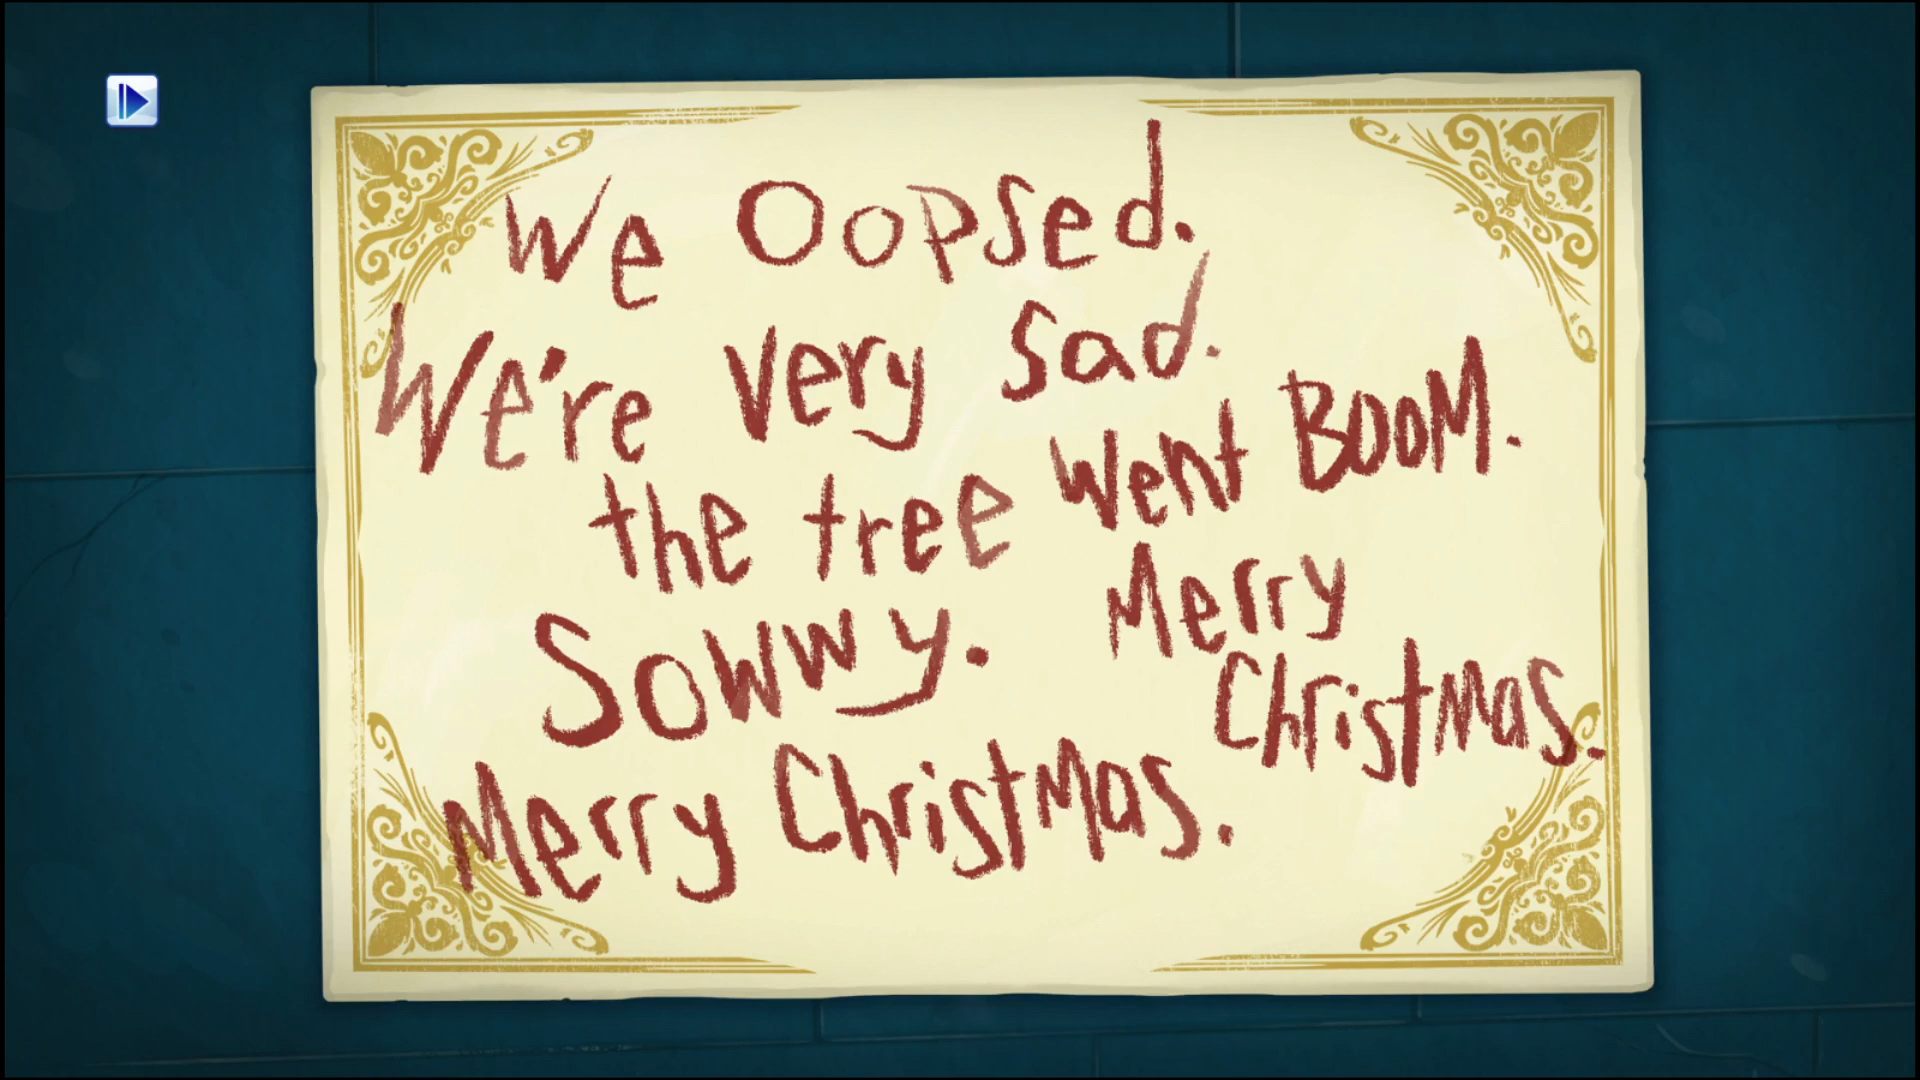 We Oopsed.
We're very sad.
the tree went BOOM.
Sowwy. Merry
Christmas.
Merry Christmas.